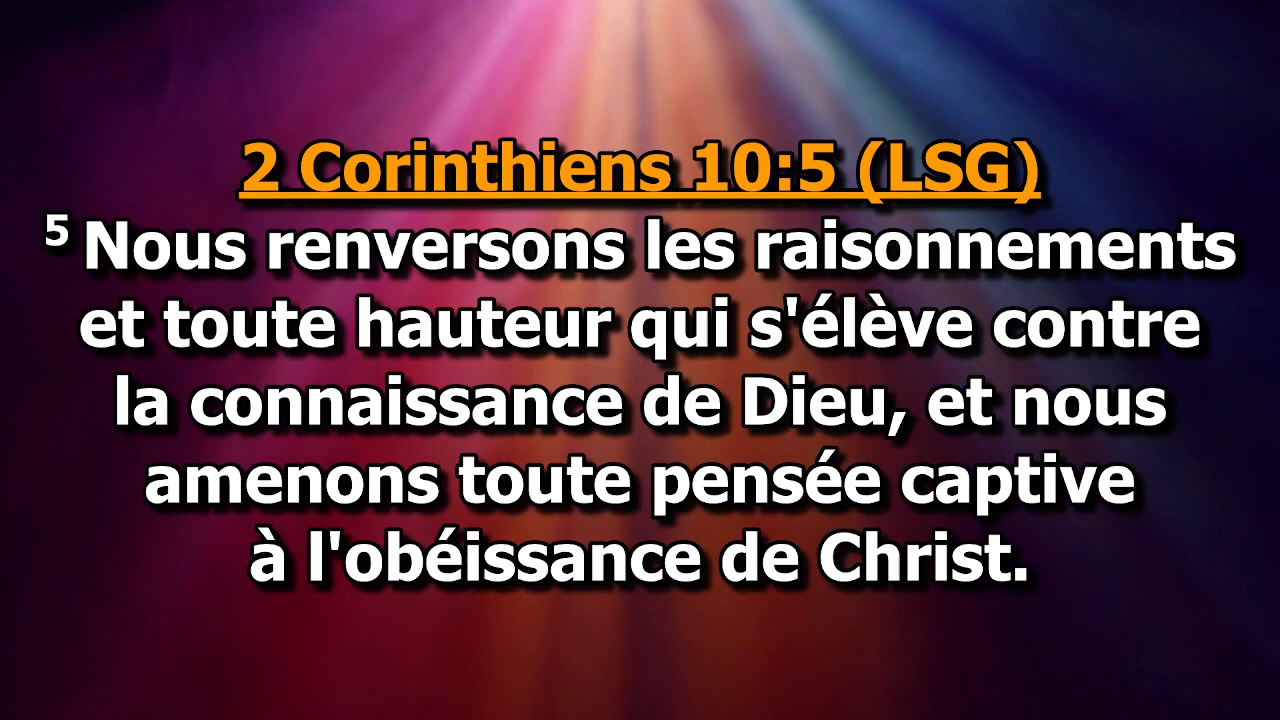 2 Corinthiens 10:5 (LSG)
5 Nous renversons les raisonnements
et toute hauteur qui s'élève contre
la connaissance de Dieu, et nous
amenons toute pensée captive
à l'obéissance de Christ.